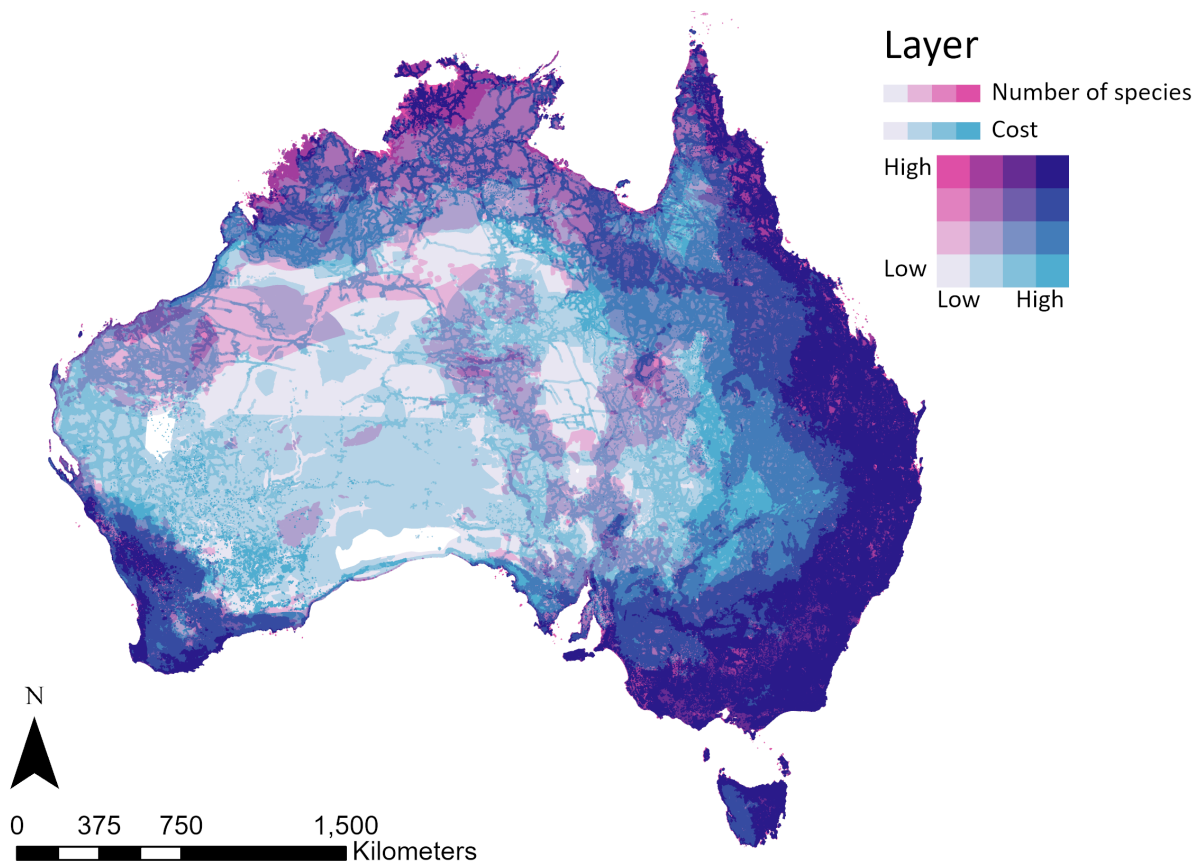 Layer
Number of species
Cost
High
Low
Low High
N
0 375 750 1,500
Kilometers